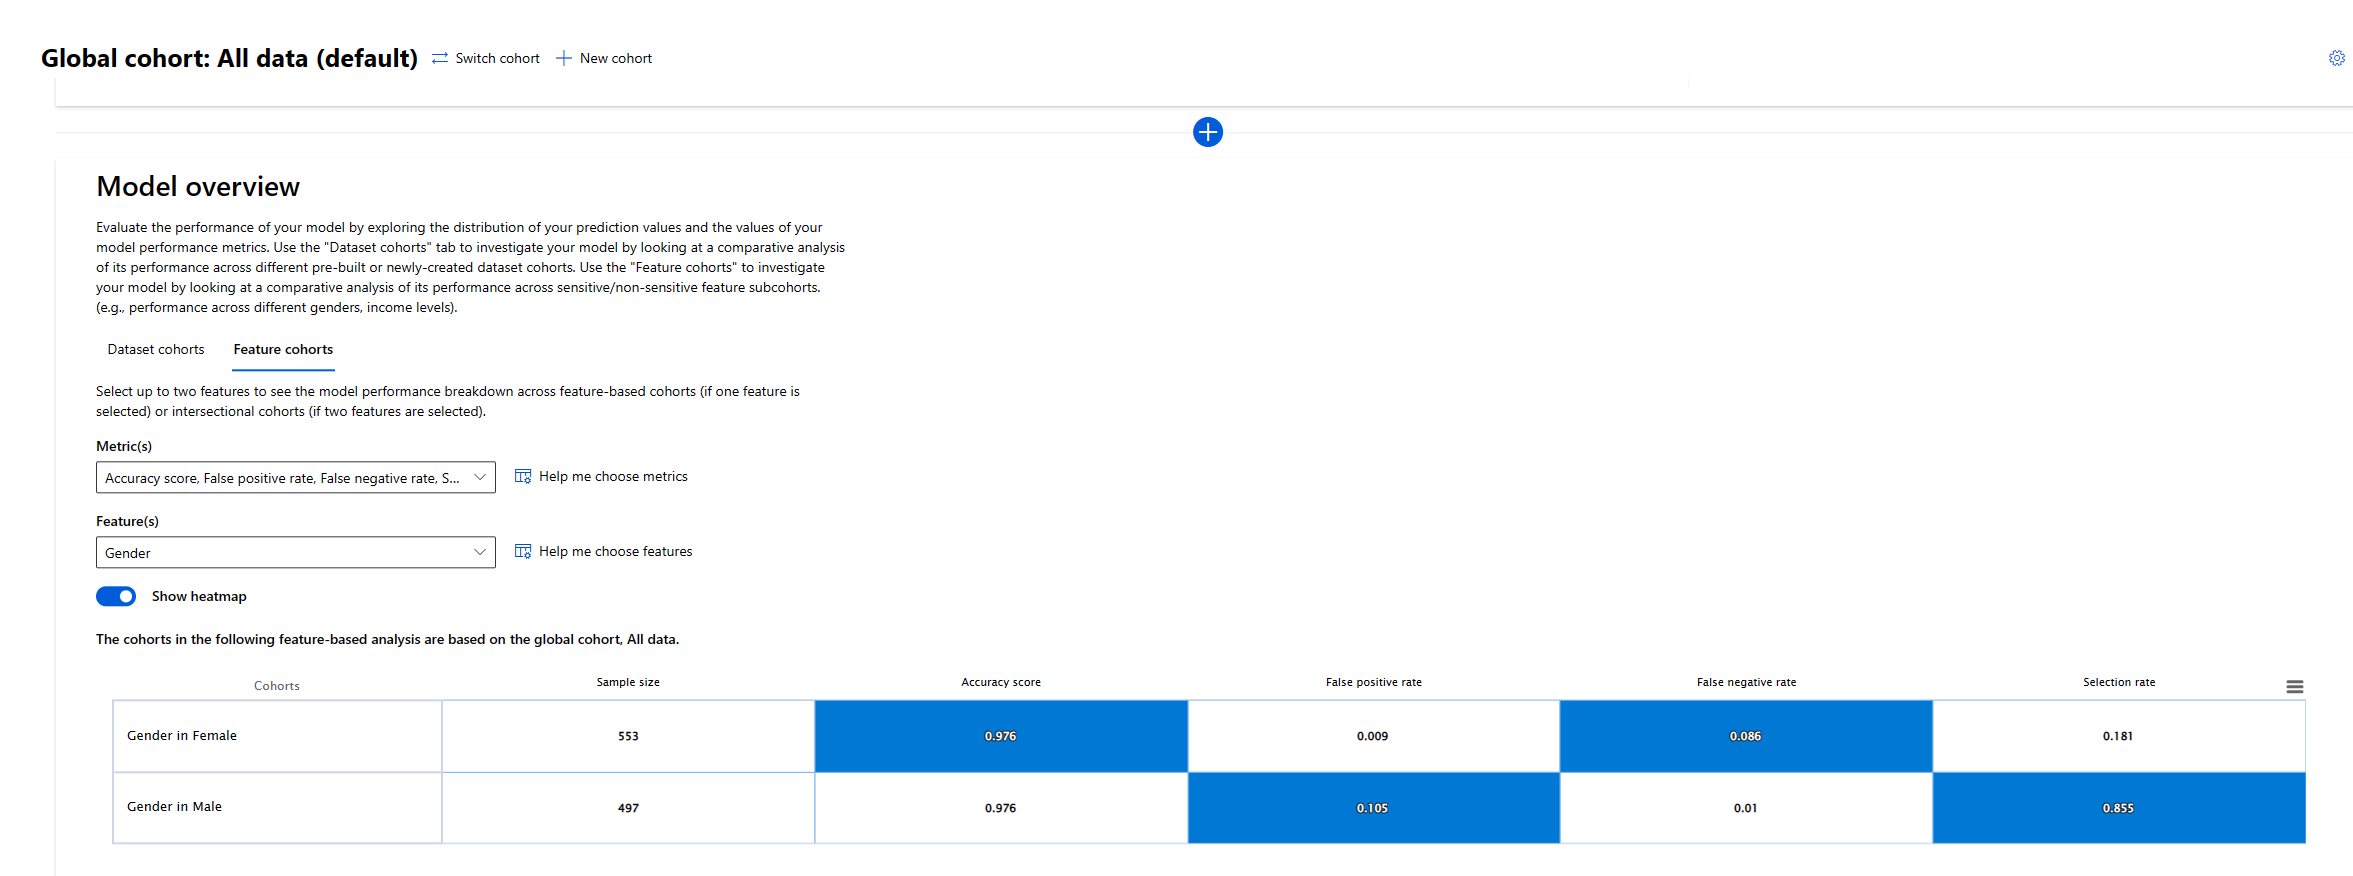 Global cohort: All data (default) Switch cohort New cohort
Model overview
Evaluate the performance of your model by exploring the distribution of your prediction values and the values of your
model performance metrics. Use the "Dataset cohorts" tab to investigate your model by looking at a comparative analysis
of its performance across different pre-built or newly-created dataset cohorts. Use the "Feature cohorts" to investigate
your model by looking at a comparative analysis of its performance across sensitive/non-sensitive feature subcohorts.
(e.g., performance across different genders, income levels).
Dataset cohorts Feature cohorts
Select up to two features to see the model performance breakdown across feature-based cohorts (if one feature is
selected) or intersectional cohorts (if two features are selected).
Metric(s)
Accuracy score, False positive rate, False negative rate, S... Help me choose metrics
Feature(s)
Gender Help me choose features
Show heatmap
The cohorts in the following feature-based analysis are based on the global cohort, All data.
Cohorts Sample size Accuracy score False positive rate False negative rate Selection rate
Gender in Female 553 0.976 0.009 0.086 0.181
Gender in Male 497 0.976 0.105 0.01 0.855